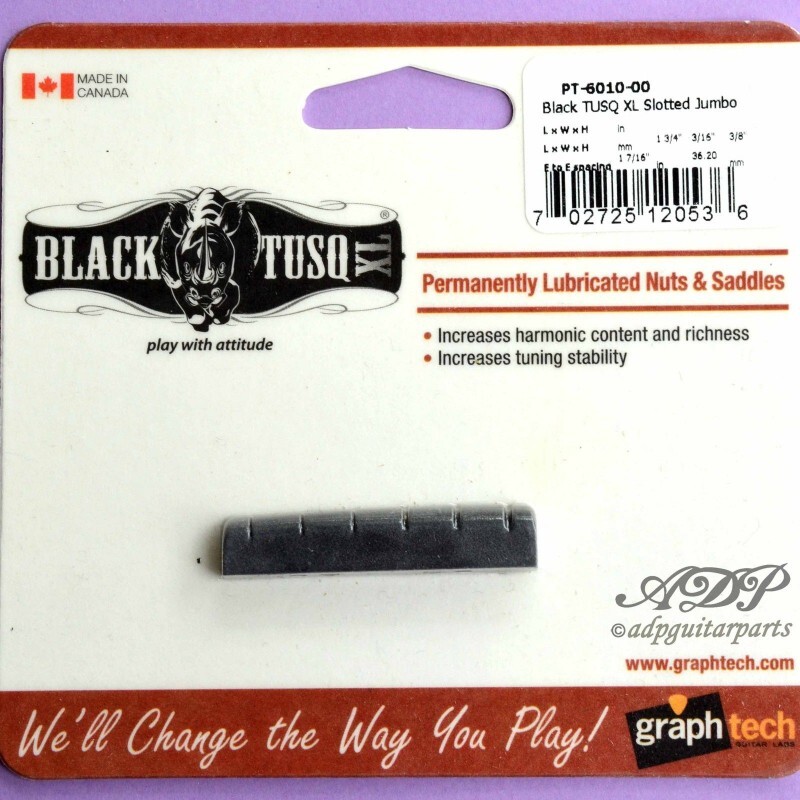 MADE IN
CANADA
PT-6010-00
Black TUSQ XL Slotted Jumbo
L x W x H in 1 3/4" 3/16" 3/8"
L x W x H mm
E to E spacing 1 7/16" in 36.20 mm
7 02725 12053 6
BLACK TUSQ XL ®
play with attitude
Permanently Lubricated Nuts & Saddles
• Increases harmonic content and richness
• Increases tuning stability
ADP
©adpguitarparts
www.graphtech.com
We'll Change the Way You Play!
graph tech
GUITAR LABS